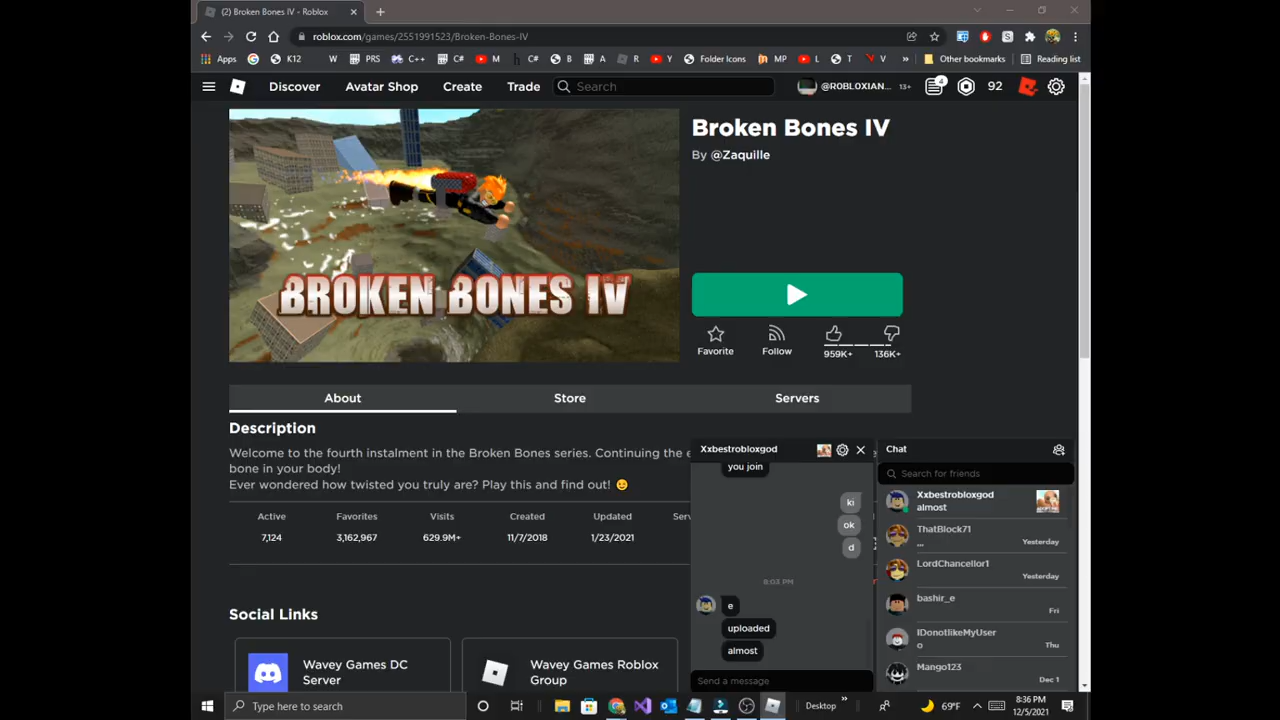 (2) Broken Bones IV - Roblox
roblox.com/games/2551991523/Broken-Bones-IV
Apps K12 W PRS C++ C# M C# B A R Y Folder Icons MP L T V » Other bookmarks Reading list
Discover Avatar Shop Create Trade Search @ROBLOXIAN... 13+ 4 92
BROKEN BONES IV
Broken Bones IV
By @Zaquille
Favorite Follow 959K+ 136K+
About Store Servers
Description
Welcome to the fourth instalment in the Broken Bones series. Continuing the e
bone in your body!
Ever wondered how twisted you truly are? Play this and find out! 😉
Active Favorites Visits Created Updated Serv
7,124 3,162,967 629.9M+ 11/7/2018 1/23/2021
Social Links
Wavey Games DC
Server
Wavey Games Roblox
Group
Xxbestrobloxgod
you join
ki
ok
d
8:03 PM
e
uploaded
almost
Send a message
Chat
Search for friends
Xxbestrobloxgod
almost
ThatBlock71
... Yesterday
LordChancellor1
Yesterday
bashir_e
Fri
IDonotlikeMyUser
o Thu
Mango123
Dec 1
Type here to search
Desktop »
69°F
8:36 PM
12/5/2021